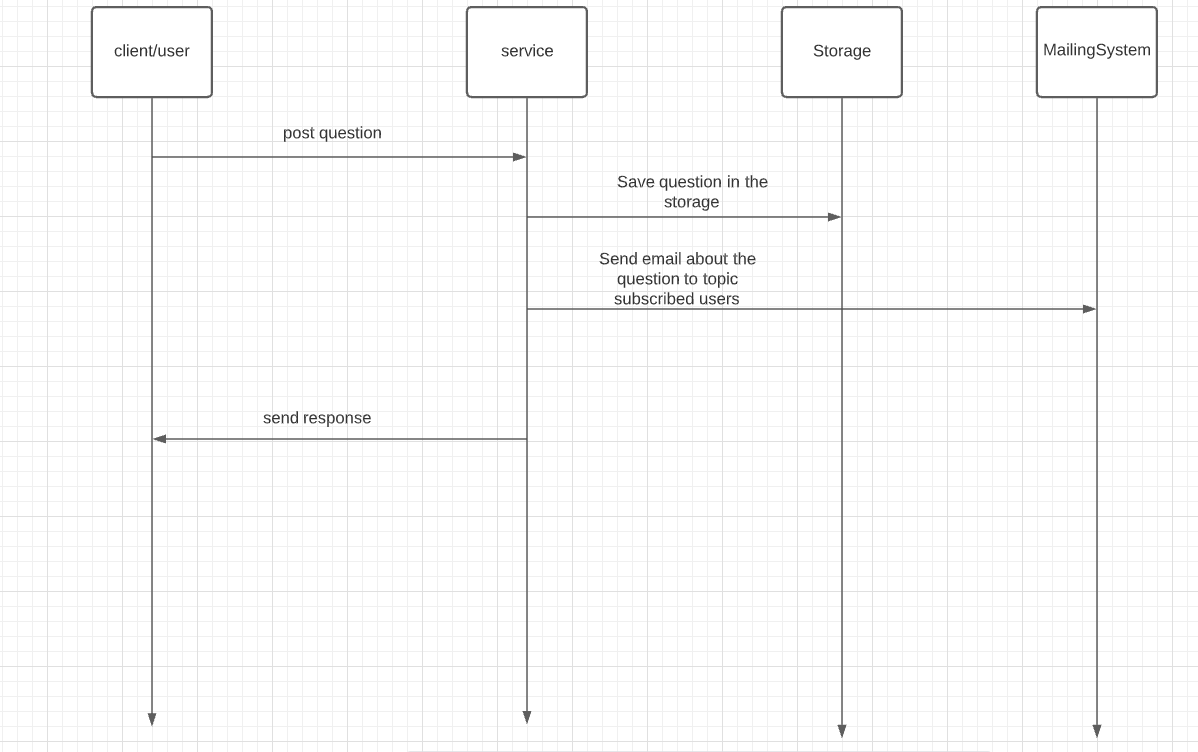 client/user
service
Storage
MailingSystem
post question
Save question in the
storage
Send email about the
question to topic
subscribed users
send response